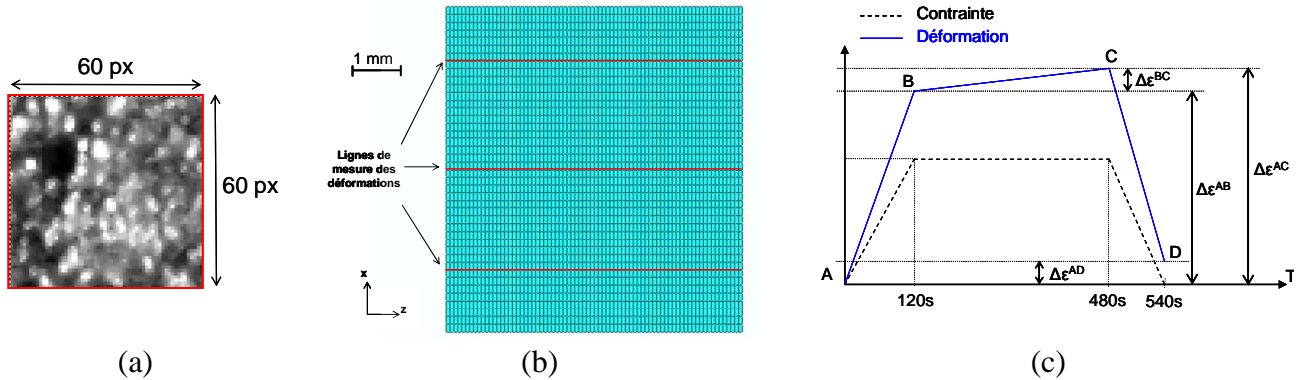 60 px
60 px
(a)
1 mm
Lignes de
mesure des
déformations
x
z
(b)
Contrainte
Déformation
A
B
C
D
Δε^BC
Δε^AB
Δε^AC
Δε^AD
T
120s
480s
540s
(c)